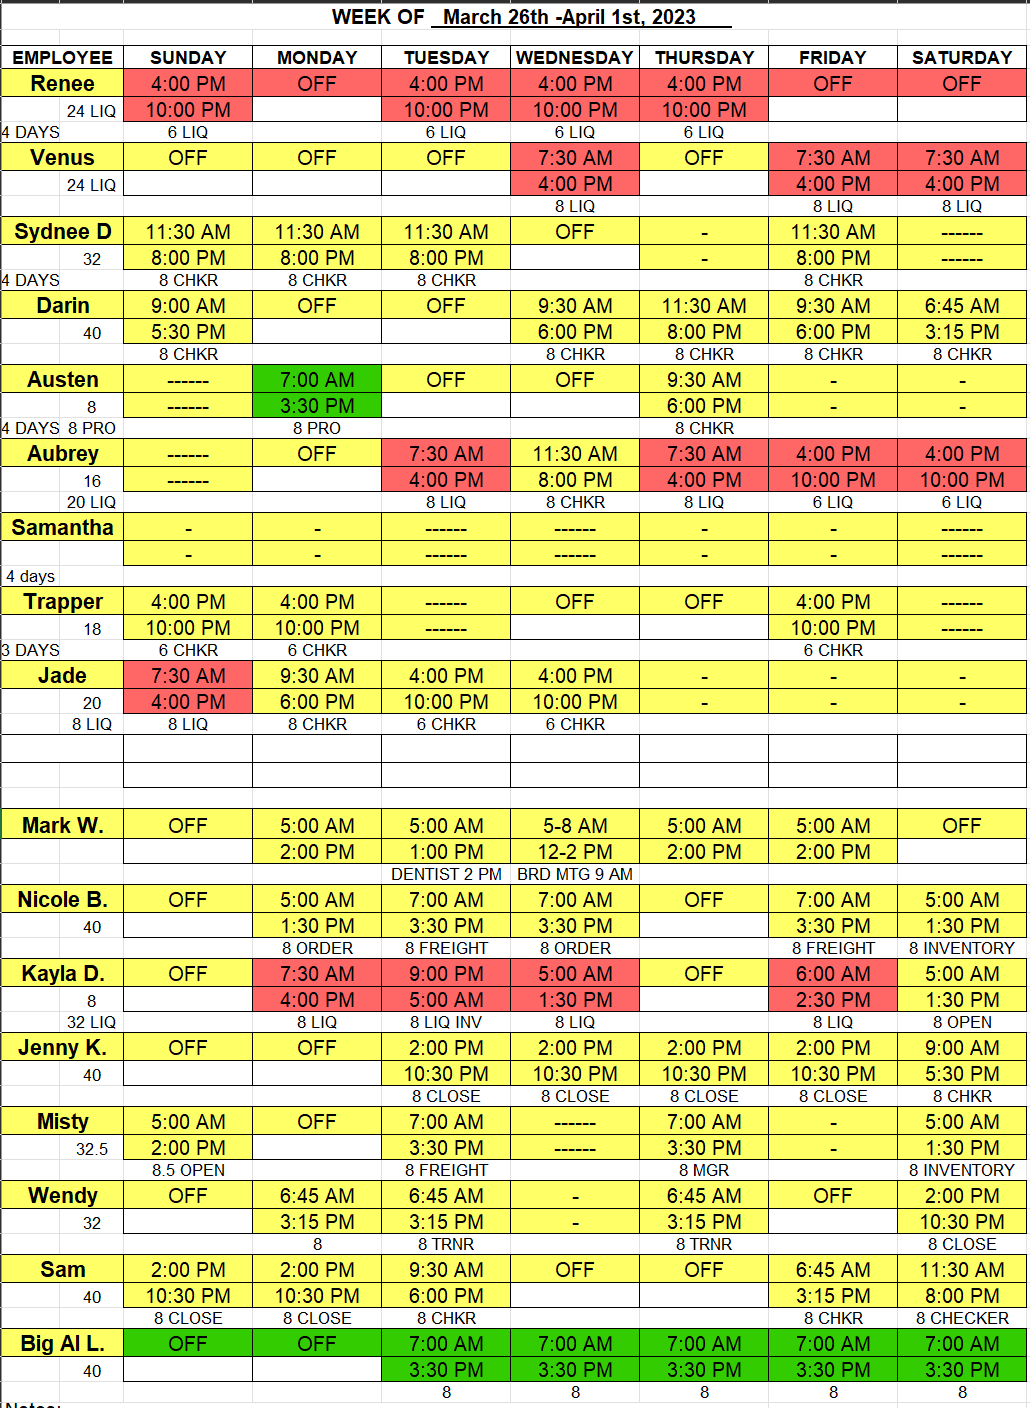 WEEK OF March 26th -April 1st, 2023
EMPLOYEE SUNDAY MONDAY TUESDAY WEDNESDAY THURSDAY FRIDAY SATURDAY
Renee 4:00 PM OFF 4:00 PM 4:00 PM 4:00 PM OFF OFF
24 LIQ 10:00 PM 10:00 PM 10:00 PM 10:00 PM
4 DAYS 6 LIQ 6 LIQ 6 LIQ 6 LIQ
Venus OFF OFF OFF 7:30 AM OFF 7:30 AM 7:30 AM
24 LIQ 4:00 PM 4:00 PM 4:00 PM
8 LIQ 8 LIQ 8 LIQ
Sydnee D 11:30 AM 11:30 AM 11:30 AM OFF - 11:30 AM ------
32 8:00 PM 8:00 PM 8:00 PM - 8:00 PM ------
4 DAYS 8 CHKR 8 CHKR 8 CHKR 8 CHKR
Darin 9:00 AM OFF OFF 9:30 AM 11:30 AM 9:30 AM 6:45 AM
40 5:30 PM 6:00 PM 8:00 PM 6:00 PM 3:15 PM
8 CHKR 8 CHKR 8 CHKR 8 CHKR 8 CHKR
Austen ------ 7:00 AM OFF OFF 9:30 AM - -
8 ------ 3:30 PM 6:00 PM - -
4 DAYS 8 PRO 8 PRO 8 CHKR
Aubrey ------ OFF 7:30 AM 11:30 AM 7:30 AM 4:00 PM 4:00 PM
16 ------ 4:00 PM 8:00 PM 4:00 PM 10:00 PM 10:00 PM
20 LIQ 8 LIQ 8 CHKR 8 LIQ 6 LIQ 6 LIQ
Samantha - - ------ ------ - - ------
- - ------ ------ - - ------
4 days
Trapper 4:00 PM 4:00 PM ------ OFF OFF 4:00 PM ------
18 10:00 PM 10:00 PM ------ 10:00 PM ------
3 DAYS 6 CHKR 6 CHKR 6 CHKR
Jade 7:30 AM 9:30 AM 4:00 PM 4:00 PM - - -
20 4:00 PM 6:00 PM 10:00 PM 10:00 PM - - -
8 LIQ 8 LIQ 8 CHKR 6 CHKR 6 CHKR
Mark W. OFF 5:00 AM 5:00 AM 5-8 AM 5:00 AM 5:00 AM OFF
2:00 PM 1:00 PM 12-2 PM 2:00 PM 2:00 PM
DENTIST 2 PM BRD MTG 9 AM
Nicole B. OFF 5:00 AM 7:00 AM 7:00 AM OFF 7:00 AM 5:00 AM
40 1:30 PM 3:30 PM 3:30 PM 3:30 PM 1:30 PM
8 ORDER 8 FREIGHT 8 ORDER 8 FREIGHT 8 INVENTORY
Kayla D. OFF 7:30 AM 9:00 PM 5:00 AM OFF 6:00 AM 5:00 AM
8 4:00 PM 5:00 AM 1:30 PM 2:30 PM 1:30 PM
32 LIQ 8 LIQ 8 LIQ INV 8 LIQ 8 LIQ 8 OPEN
Jenny K. OFF OFF 2:00 PM 2:00 PM 2:00 PM 2:00 PM 9:00 AM
40 10:30 PM 10:30 PM 10:30 PM 10:30 PM 5:30 PM
8 CLOSE 8 CLOSE 8 CLOSE 8 CLOSE 8 CHKR
Misty 5:00 AM OFF 7:00 AM ------ 7:00 AM - 5:00 AM
32.5 2:00 PM 3:30 PM ------ 3:30 PM - 1:30 PM
8.5 OPEN 8 FREIGHT 8 MGR 8 INVENTORY
Wendy OFF 6:45 AM 6:45 AM - 6:45 AM OFF 2:00 PM
32 3:15 PM 3:15 PM - 3:15 PM 10:30 PM
8 8 TRNR 8 TRNR 8 CLOSE
Sam 2:00 PM 2:00 PM 9:30 AM OFF OFF 6:45 AM 11:30 AM
40 10:30 PM 10:30 PM 6:00 PM 3:15 PM 8:00 PM
8 CLOSE 8 CLOSE 8 CHKR 8 CHKR 8 CHECKER
Big Al L. OFF OFF 7:00 AM 7:00 AM 7:00 AM 7:00 AM 7:00 AM
40 3:30 PM 3:30 PM 3:30 PM 3:30 PM 3:30 PM
8 8 8 8 8
Notes: